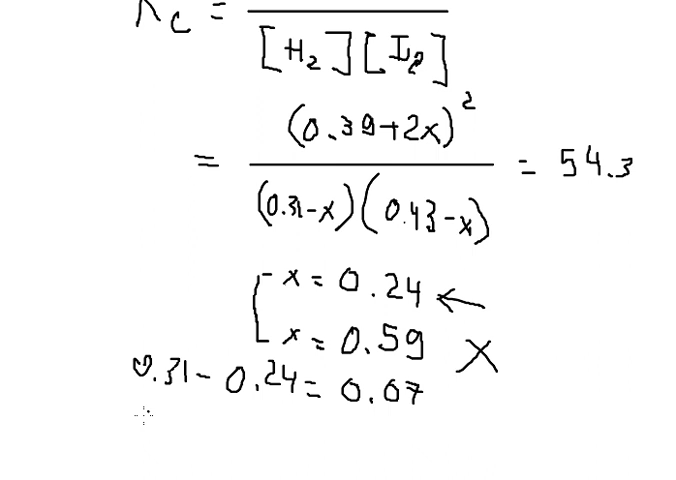 Kc =
[H₂][I₂]
(0.39+2x)²
= = 54.3
(0.31-x)(0.43-x)
x = 0.24 ←
x = 0.59 X
0.31 - 0.24 = 0.07